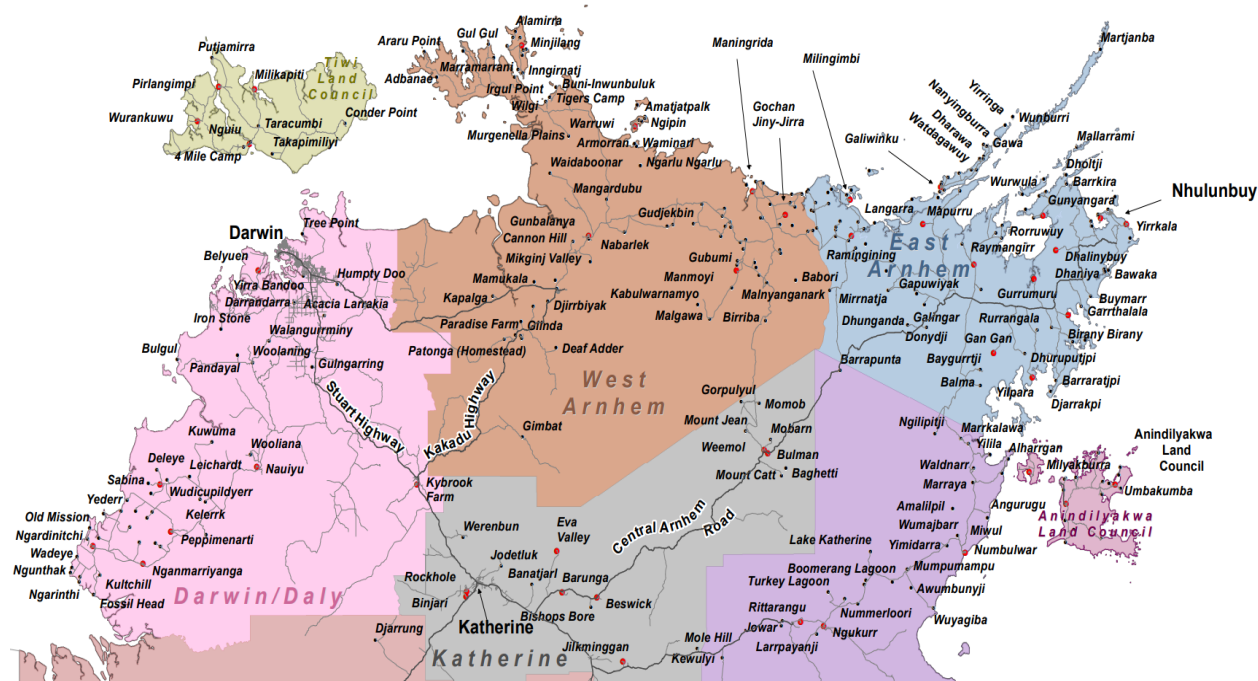 Alamirra
Araru Point
Gul Gul
Minjilang
Marramarrani
Adbanae
Inngirnatj
Irgul Point
Buni-Inwunbuluk
Wilgi
Tigers Camp
Murgenella Plains
Warruwi
Amatjatpalk
Ngipin
Armorran
Waminari
Waidaboonar
Ngarlu Ngarlu
Mangardubu
Putjamirra
Pirlangimpi
Milikapiti
Tiwi
Land
Council
Wurankuwu
Nguiu
Taracumbi
Conder Point
4 Mile Camp
Takapimiliyi
Maningrida
Milingimbi
Gochan
Jiny-Jirra
Galiwinku
Martjanba
Yirringa
Nanyingburra
Dharawa
Watdagawuy
Wunburri
Gawa
Mallarrami
Dholtji
Wurwula
Barrkira
Gunyangara
Nhulunbuy
Langarra
Mapurru
Rorruwuy
Yirrkala
East
Arnhem
Raymangirr
Dhalinybuy
Ramingining
Dhaniya
Bawaka
Gapuwiyak
Gurrumuru
Mirrnatja
Buymarr
Garrthalala
Dhunganda
Galingar
Rurrangala
Donydji
Birany Birany
Gan Gan
Barrapunta
Baygurrtji
Dhuruputjpi
Balma
Yilpara
Bararatjpi
Djarrakpi
Gunbalanya
Gudjekbin
Cannon Hill
Nabarlek
Mikginj Valley
Gubumi
Mamukala
Manmoyi
Babori
Kapalga
Djirrbiyak
Kabulwarnamyo
Malnyanganark
Paradise Farm
Glinda
Malgawa
Birriba
Patonga (Homestead)
Deaf Adder
West
Arnhem
Gimbat
Kakadu Highway
Tree Point
Darwin
Belyuen
Humpty Doo
Yirra Bandoo
Darrandarra
Acacia Larrakia
Iron Stone
Walangurrminy
Bulgul
Woolaning
Pandayal
Gulngarring
Stuart Highway
Kuwuma
Wooliana
Deleye
Leichardt
Nauiyu
Sabina
Wudicupildyerr
Kybrook
Farm
Yederr
Kelerrk
Old Mission
Ngardinitchi
Peppimenarti
Wadeye
Ngunthak
Nganmarriyanga
Kultchill
Ngarinthi
Fossil Head
Darwin/Daly
Gorpulyul
Momob
Mount Jean
Mobarn
Weemol
Bulman
Mount Catt
Baghetti
Central Arnhem
Road
Werenbun
Eva
Valley
Jodetluk
Rockhole
Banatjarl
Barunga
Binjari
Beswick
Bishops Bore
Katherine
Djarrung
Katherine
Jilkminggan
Mole Hill
Kewulyi
Ngilipitji
Marrkalawa
Yilila
Alharrgan
Waldnarr
Marraya
Amalilpil
Angurugu
Wumajbarr
Miwul
Yimidarra
Numbulwar
Lake Katherine
Boomerang Lagoon
Mumpumampu
Turkey Lagoon
Awumbunyji
Rittarangu
Nummerloori
Jowar
Ngukurr
Wuyagiba
Larrpayanji
Anindilyakwa
Land
Council
Milyakburra
Umbakumba
Anindilyakwa
Land Council